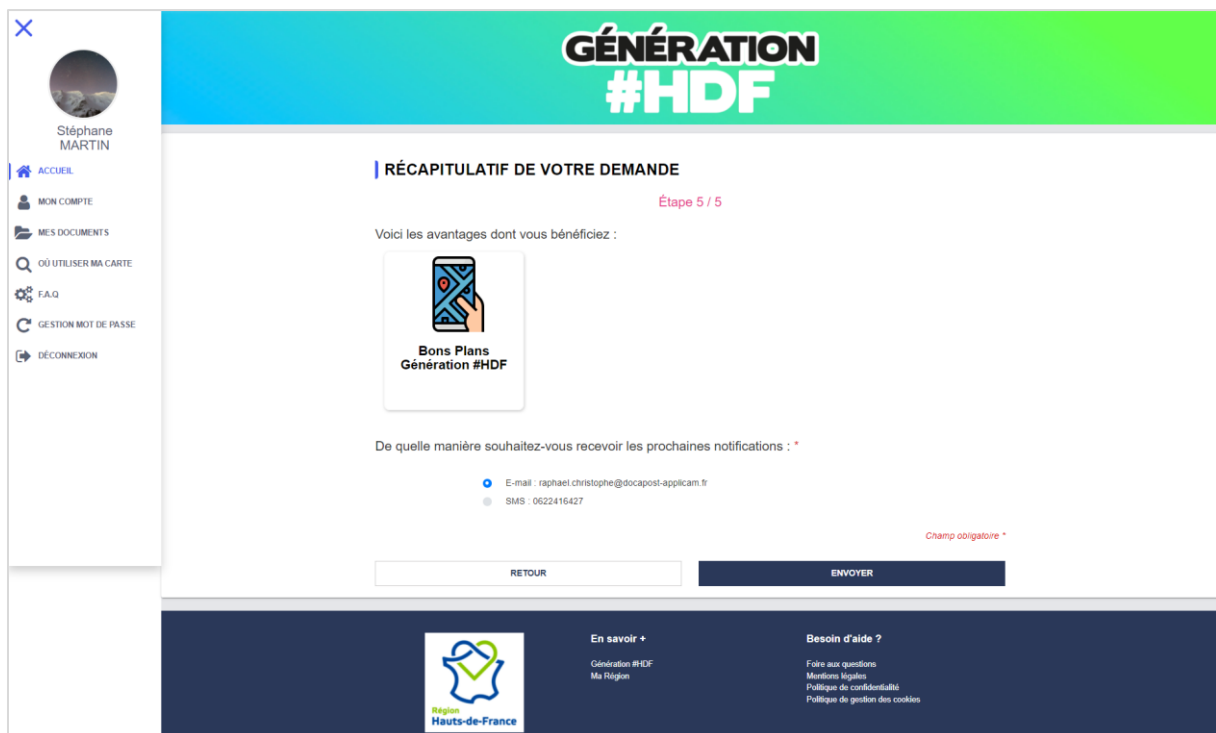 Stéphane
MARTIN
ACCUEIL
MON COMPTE
MES DOCUMENTS
OÙ UTILISER MA CARTE
F.A.Q
GESTION MOT DE PASSE
DÉCONNEXION
GÉNÉRATION
#HDF
RÉCAPITULATIF DE VOTRE DEMANDE
Étape 5 / 5
Voici les avantages dont vous bénéficiez :
Bons Plans
Génération #HDF
De quelle manière souhaitez-vous recevoir les prochaines notifications : *
E-mail : raphael.christophe@docapost-applicam.fr
SMS : 0622416427
Champ obligatoire *
RETOUR
ENVOYER
Région
Hauts-de-France
En savoir +
Génération #HDF
Ma Région
Besoin d'aide ?
Foire aux questions
Mentions légales
Politique de confidentialité
Politique de gestion des cookies